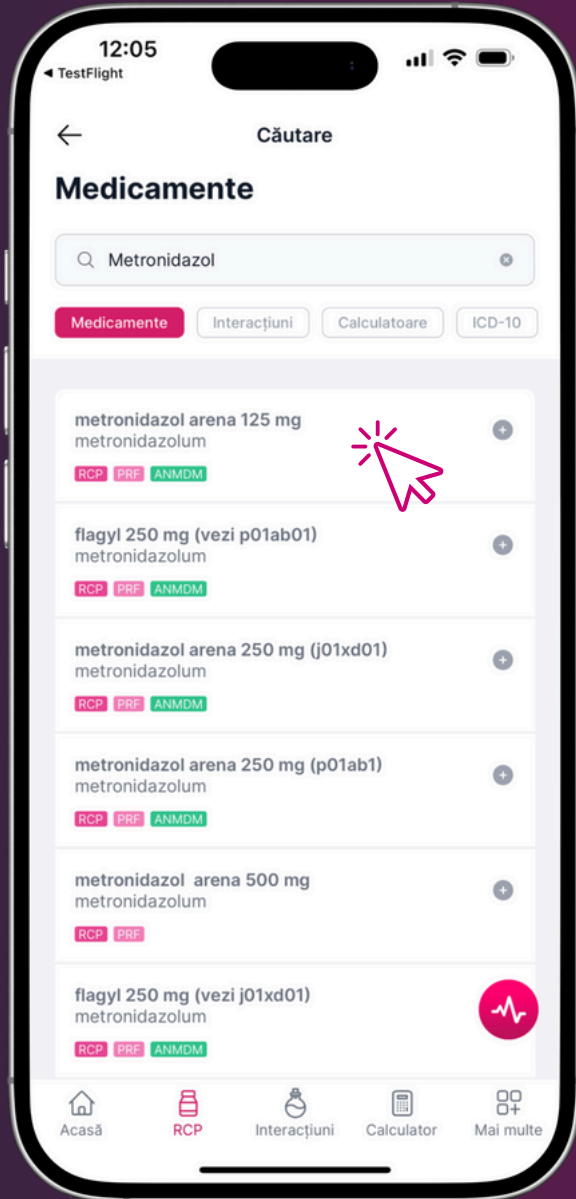 12:05
◀ TestFlight
Căutare
Medicamente
Metronidazol
Medicamente Interacțiuni Calculatoare ICD-10
metronidazol arena 125 mg
metronidazolum
RCP PRF ANMDM
flagyl 250 mg (vezi p01ab01)
metronidazolum
RCP PRF ANMDM
metronidazol arena 250 mg (j01xd01)
metronidazolum
RCP PRF ANMDM
metronidazol arena 250 mg (p01ab1)
metronidazolum
RCP PRF ANMDM
metronidazol arena 500 mg
metronidazolum
RCP PRF
flagyl 250 mg (vezi j01xd01)
metronidazolum
RCP PRF ANMDM
Acasă RCP Interacțiuni Calculator Mai multe